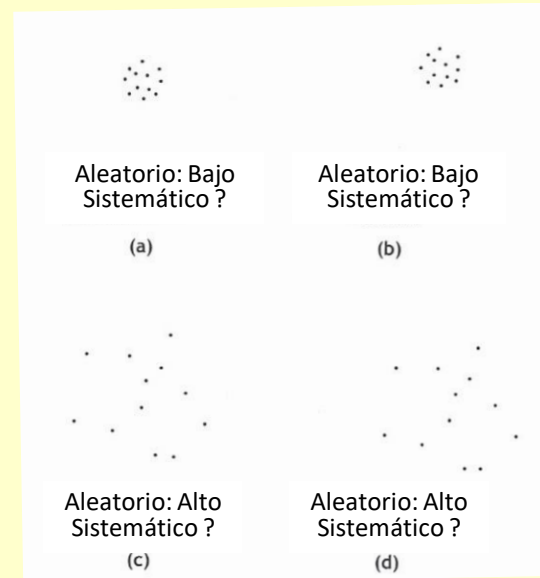 Aleatorio: Bajo
Sistemático ?
Aleatorio: Bajo
Sistemático ?
(a)
(b)
Aleatorio: Alto
Sistemático ?
Aleatorio: Alto
Sistemático ?
(c)
(d)